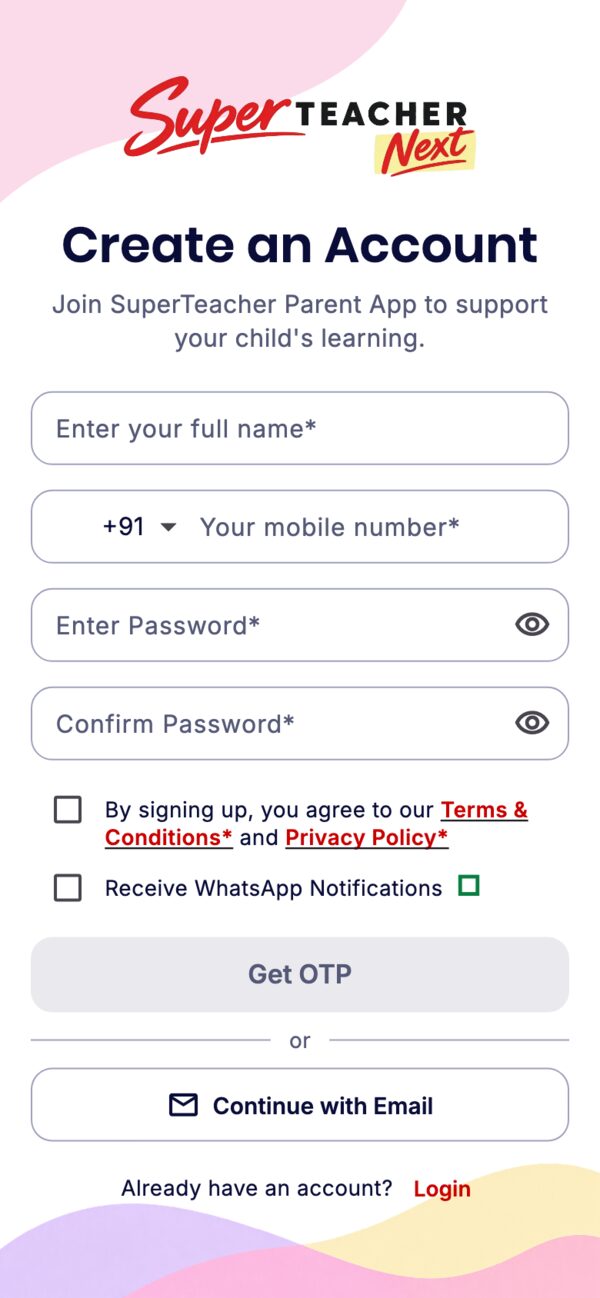 Super TEACHER
Next
Create an Account
Join SuperTeacher Parent App to support
your child's learning.
Enter your full name*
+91 Your mobile number*
Enter Password*
Confirm Password*
By signing up, you agree to our Terms &
Conditions* and Privacy Policy*
Receive WhatsApp Notifications
Get OTP
or
Continue with Email
Already have an account? Login